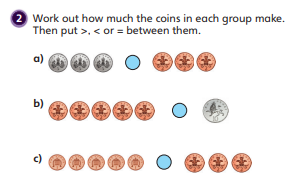 2 Work out how much the coins in each group make.
Then put >, < or = between them.
a)
b)
c)